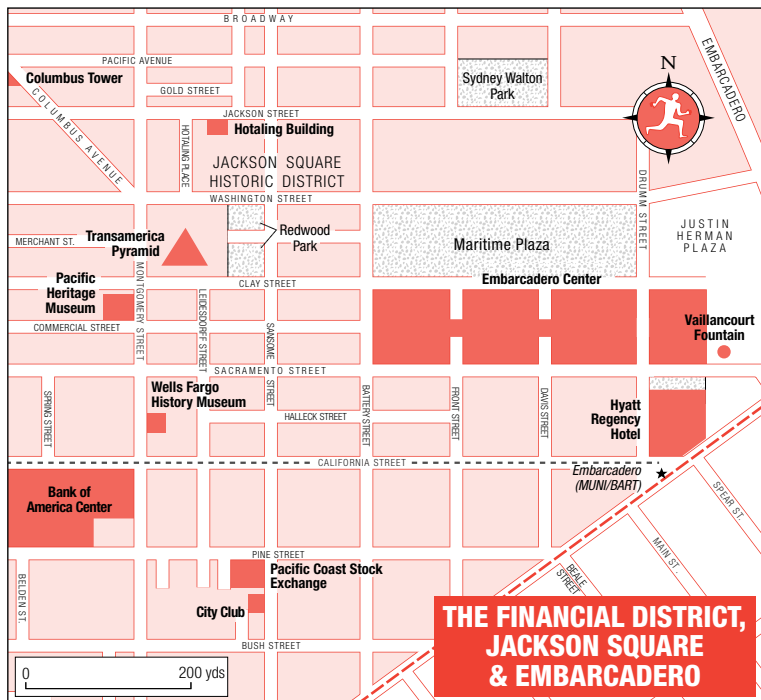 BROADWAY
PACIFIC AVENUE
Columbus Tower
GOLD STREET
COLUMBUS AVENUE
Sydney Walton
Park
EMBARCADERO
N
JACKSON STREET
Hotaling Building
HOTALING PLACE
JACKSON SQUARE
HISTORIC DISTRICT
WASHINGTON STREET
DRUMM STREET
MERCHANT ST.
Transamerica
Pyramid
Redwood
Park
Maritime Plaza
JUSTIN
HERMAN
PLAZA
CLAY STREET
Embarcadero Center
Pacific
Heritage
Museum
MONTGOMERY STREET
LEIDESDORFF STREET
SANSOME
STREET
COMMERCIAL STREET
Vaillancourt
Fountain
SACRAMENTO STREET
SPRING STREET
Wells Fargo
History Museum
HALLECK STREET
BATTERY STREET
FRONT STREET
DAVIS STREET
Hyatt
Regency
Hotel
CALIFORNIA STREET
Embarcadero
(MUNI/BART)
Bank of
America Center
SPEAR ST.
MAIN ST.
BEALE
STREET
PINE STREET
Pacific Coast Stock
Exchange
BELDEN ST.
City Club
BUSH STREET
THE FINANCIAL DISTRICT,
JACKSON SQUARE
& EMBARCADERO
0 200 yds